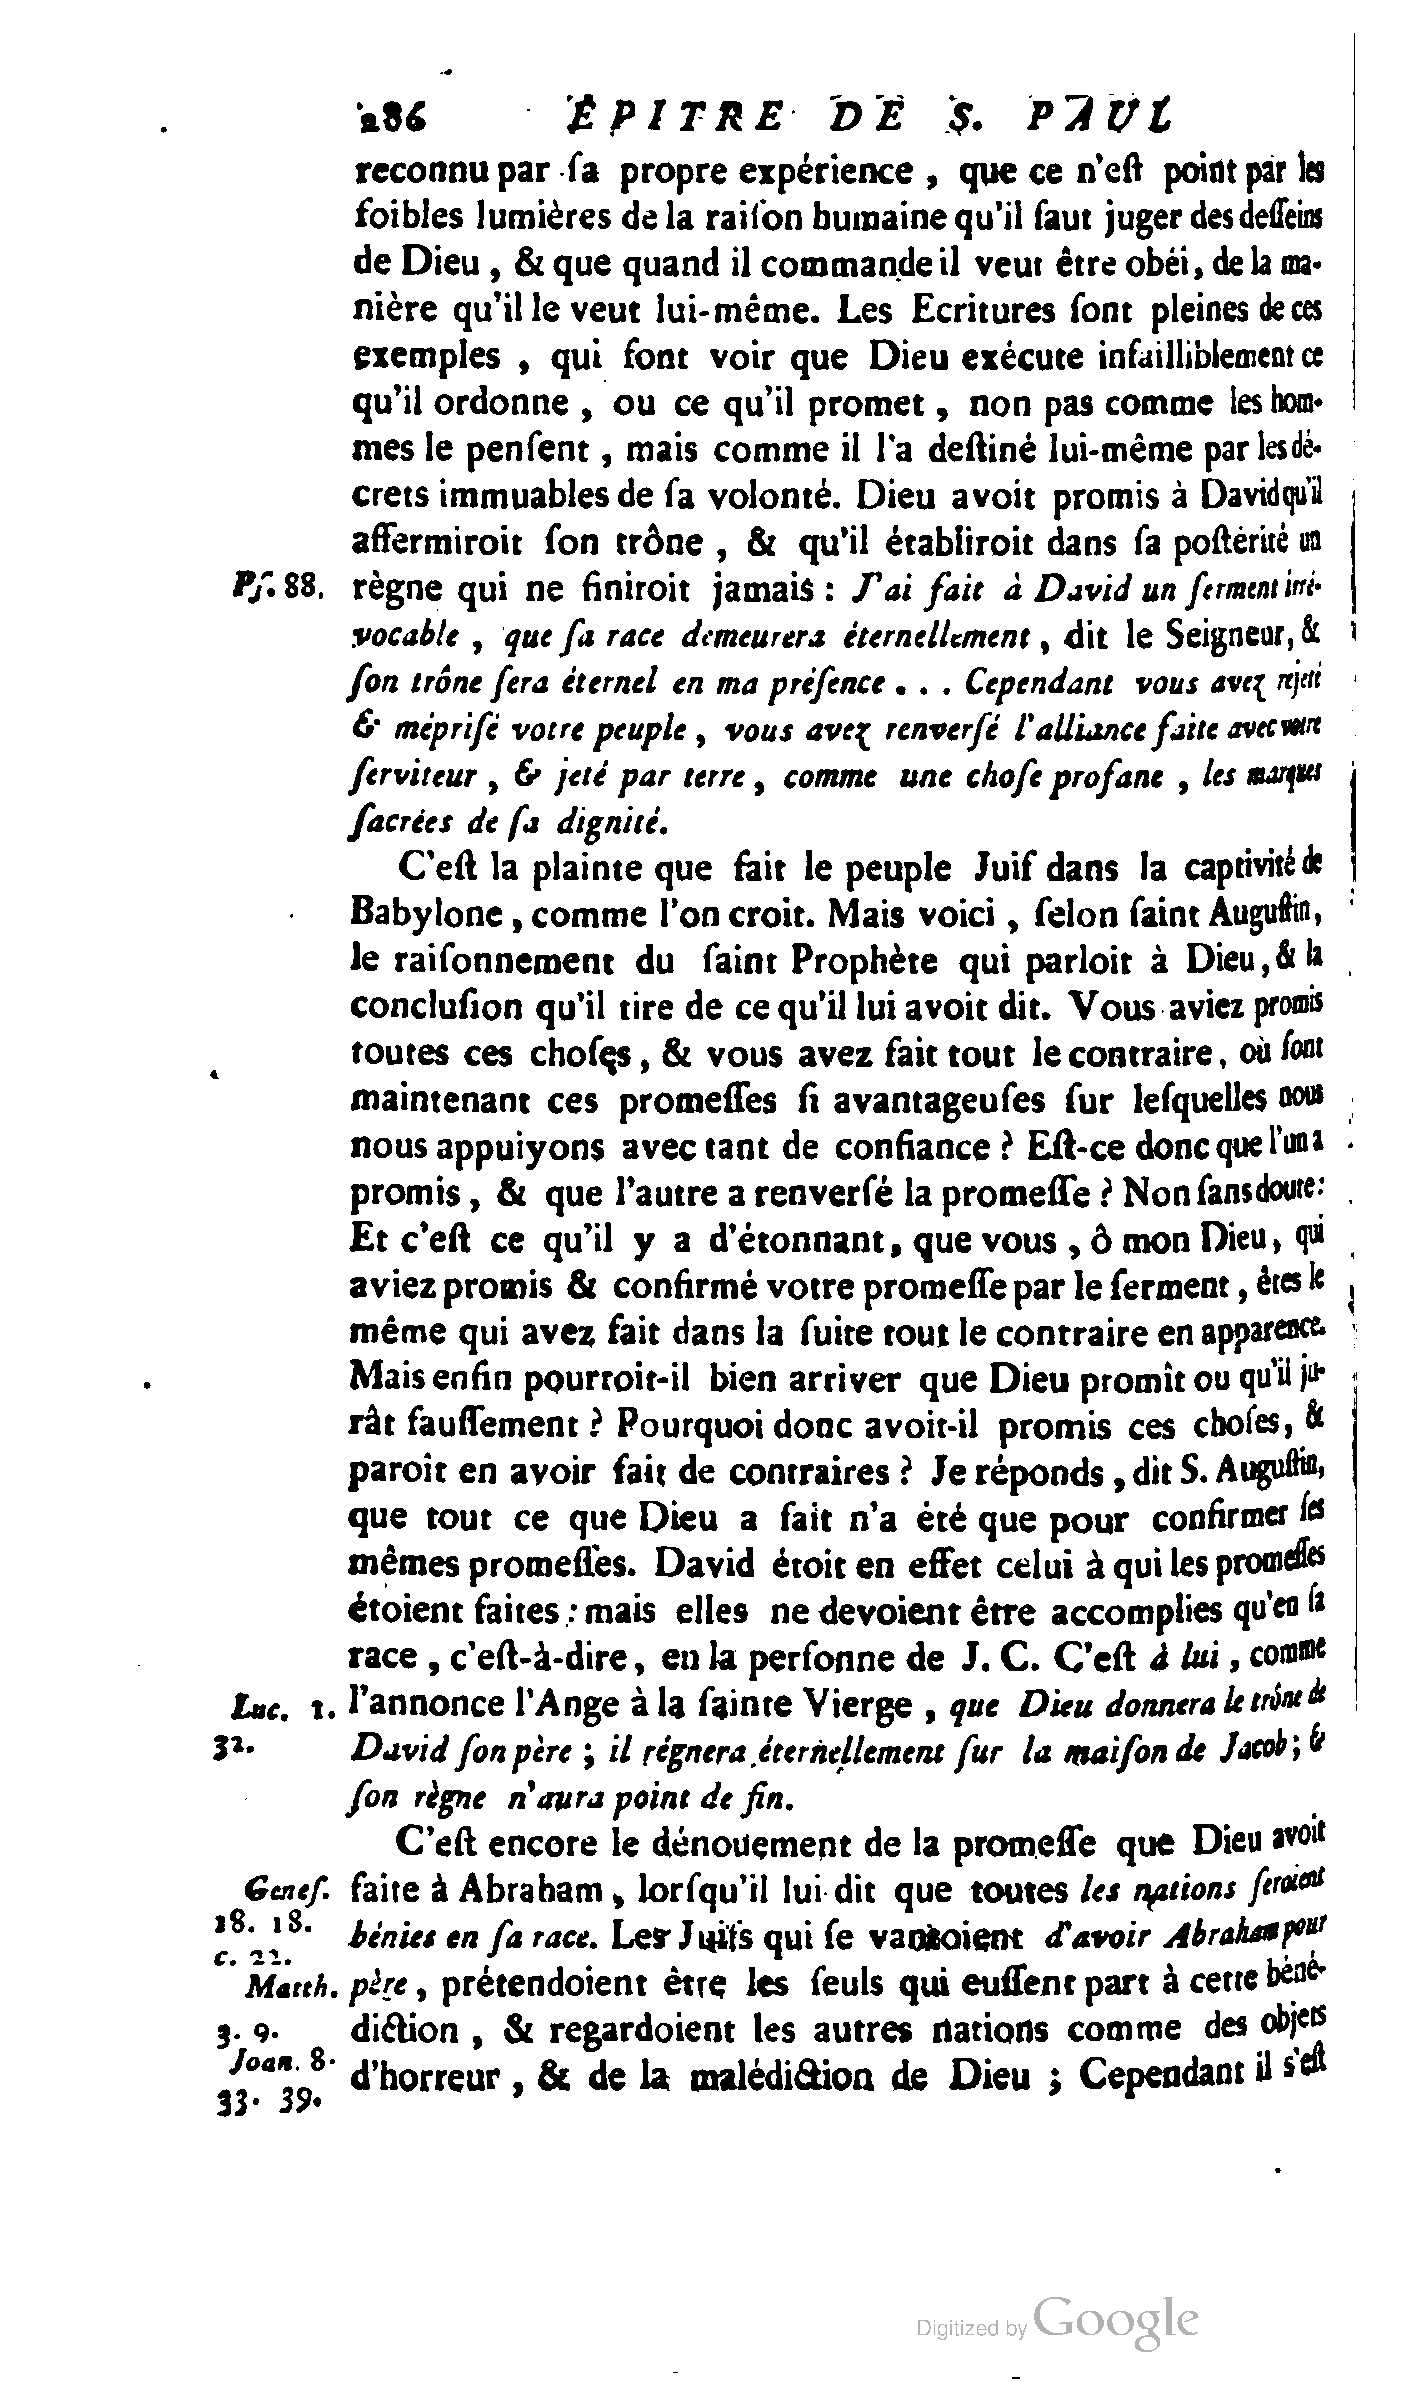 286 ÉPITRE DE S. PAUL
reconnu par ſa propre expérience , que ce n'eſt point par les
foibles lumières de la raiſon humaine qu'il faut juger des deſſeins
de Dieu , & que quand il commande il veut être obéi, de la ma-
nière qu'il le veut lui-même. Les Ecritures ſont pleines de ces
exemples , qui font voir que Dieu exécute infailliblement ce
qu'il ordonne , ou ce qu'il promet , non pas comme les hom-
mes le penſent , mais comme il l'a deſtiné lui-même par les dé-
crets immuables de ſa volonté. Dieu avoit promis à David qu'il
affermiroit ſon trône , & qu'il établiroit dans ſa poſtérité un
Pſ. 88. règne qui ne finiroit jamais : J'ai fait à David un ſerment irré-
vocable , que ſa race demeurera éternellement , dit le Seigneur, &
ſon trône ſera éternel en ma préſence . . . Cependant vous avez rejeté
& mépriſé votre peuple , vous avez renverſé l'alliance faite avec votre
ſerviteur , & jeté par terre , comme une choſe profane , les marques
ſacrées de ſa dignité.
C'eſt la plainte que fait le peuple Juif dans la captivité de
Babylone , comme l'on croit. Mais voici , ſelon ſaint Auguſtin,
le raiſonnement du ſaint Prophète qui parloit à Dieu , & la
concluſion qu'il tire de ce qu'il lui avoit dit. Vous aviez promis
toutes ces choſes , & vous avez fait tout le contraire, où ſont
maintenant ces promeſſes ſi avantageuſes ſur leſquelles nous
nous appuiyons avec tant de confiance ? Eſt-ce donc que l'un a
promis , & que l'autre a renverſé la promeſſe ? Non ſans doute:
Et c'eſt ce qu'il y a d'étonnant, que vous , ô mon Dieu, qui
aviez promis & confirmé votre promeſſe par le ſerment , êtes le
même qui avez fait dans la ſuite tout le contraire en apparence.
Mais enfin pourroit-il bien arriver que Dieu promît ou qu'il ju-
rât fauſſement ? Pourquoi donc avoit-il promis ces choſes, &
paroît en avoir fait de contraires ? Je réponds , dit S. Auguſtin,
que tout ce que Dieu a fait n'a été que pour confirmer ſes
mêmes promeſſes. David étoit en effet celui à qui les promeſſes
étoient faites : mais elles ne devoient être accomplies qu'en ſa
race , c'eſt-à-dire, en la perſonne de J. C. C'eſt à lui , comme
Luc. 1. l'annonce l'Ange à la ſainte Vierge , que Dieu donnera le trône de
32. David ſon père ; il régnera éternellement ſur la maiſon de Jacob ; &
ſon règne n'aura point de fin.
C'eſt encore le dénouement de la promeſſe que Dieu avoit
Geneſ. faite à Abraham , lorſqu'il lui dit que toutes les nations ſeroient
18. 18. bénies en ſa race. Les Juifs qui ſe vantoient d'avoir Abraham pour
c. 22.
Matth. père , prétendoient être les ſeuls qui euſſent part à cette béné-
3. 9. diction , & regardoient les autres nations comme des objets
Joan. 8. d'horreur , & de la malédiction de Dieu ; Cependant il s'eſt
33. 39.
Digitized by Google